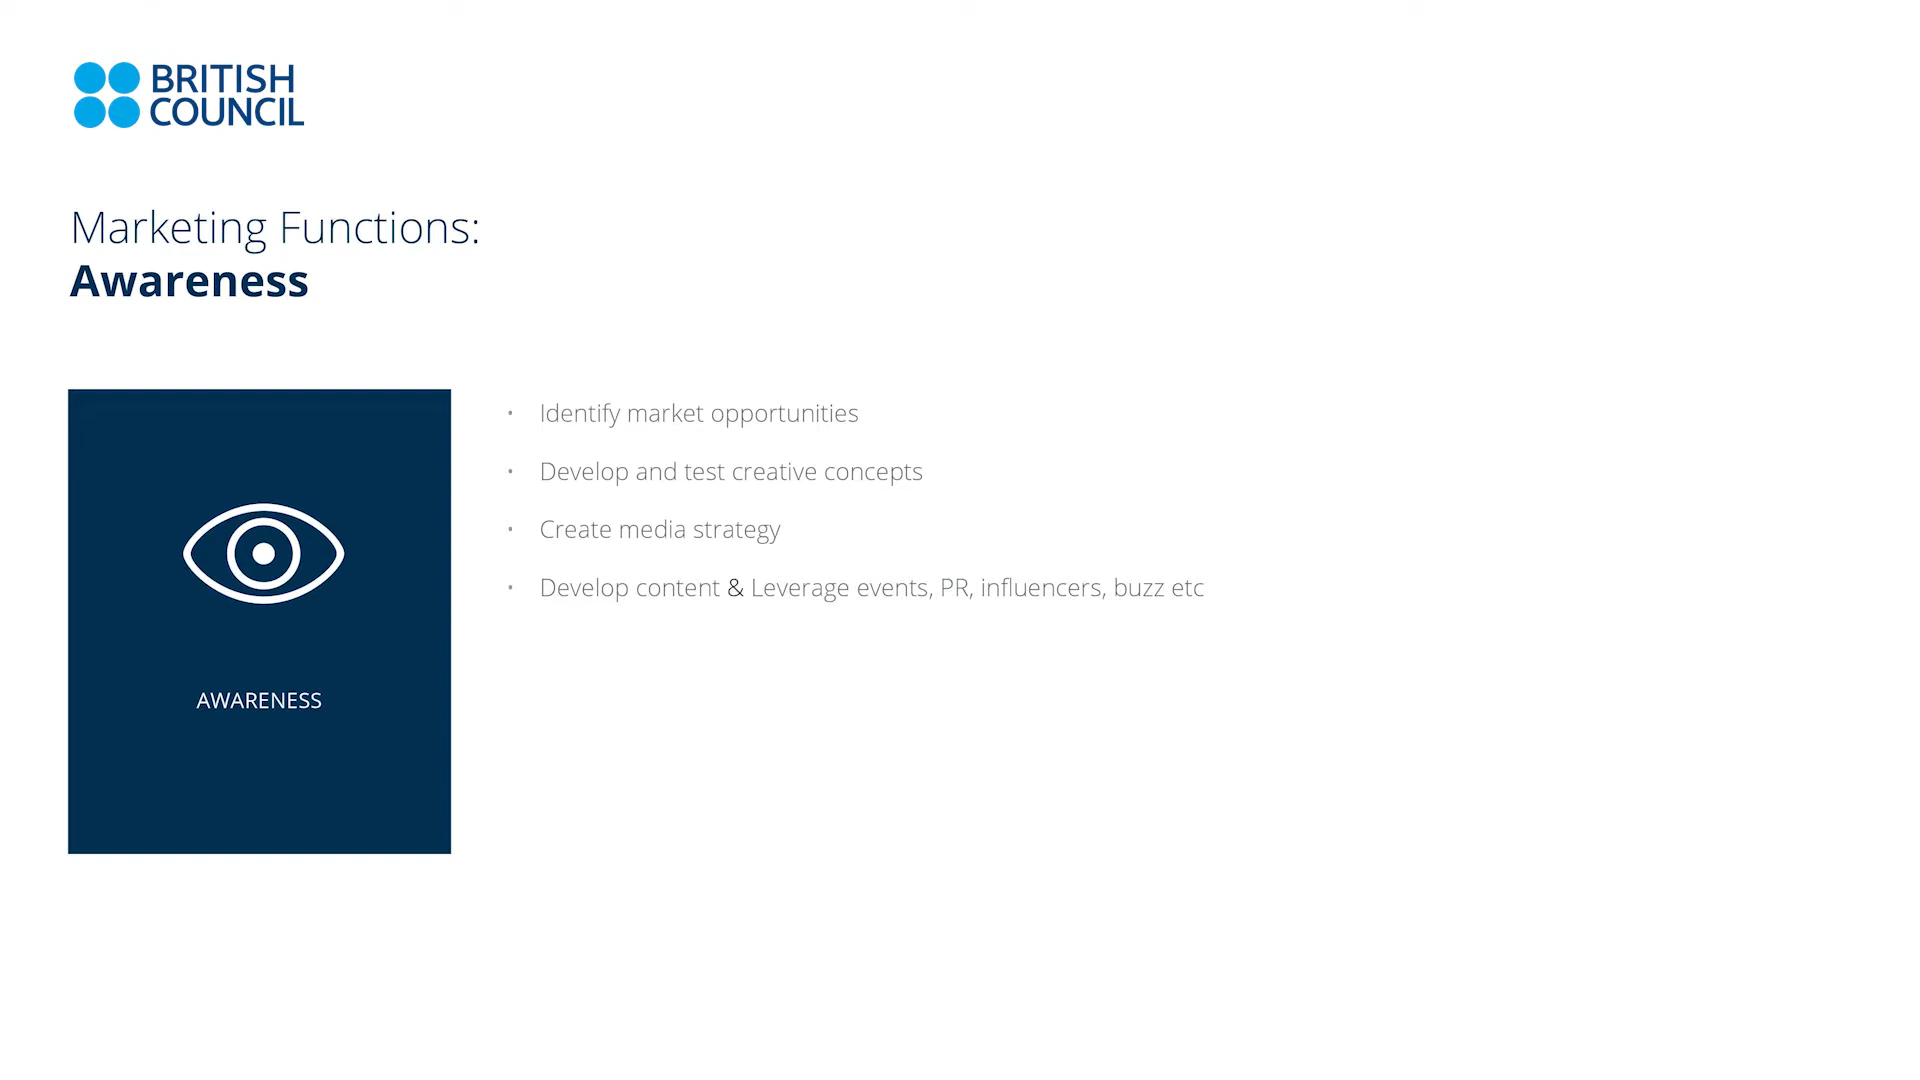 BRITISH
COUNCIL
Marketing Functions:
Awareness
AWARENESS
• Identify market opportunities
• Develop and test creative concepts
• Create media strategy
• Develop content & Leverage events, PR, influencers, buzz etc